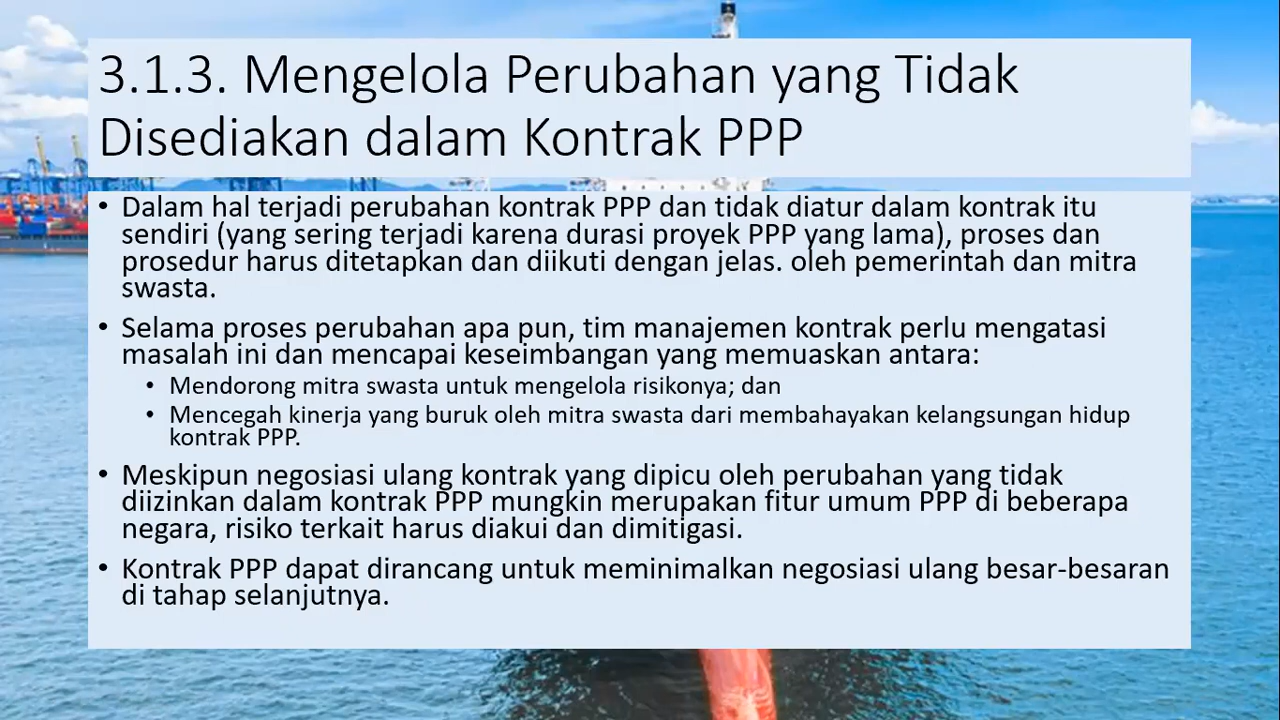 3.1.3. Mengelola Perubahan yang Tidak
Disediakan dalam Kontrak PPP
• Dalam hal terjadi perubahan kontrak PPP dan tidak diatur dalam kontrak itu
sendiri (yang sering terjadi karena durasi proyek PPP yang lama), proses dan
prosedur harus ditetapkan dan diikuti dengan jelas. oleh pemerintah dan mitra
swasta.
• Selama proses perubahan apa pun, tim manajemen kontrak perlu mengatasi
masalah ini dan mencapai keseimbangan yang memuaskan antara:
• Mendorong mitra swasta untuk mengelola risikonya; dan
• Mencegah kinerja yang buruk oleh mitra swasta dari membahayakan kelangsungan hidup
kontrak PPP.
• Meskipun negosiasi ulang kontrak yang dipicu oleh perubahan yang tidak
diizinkan dalam kontrak PPP mungkin merupakan fitur umum PPP di beberapa
negara, risiko terkait harus diakui dan dimitigasi.
• Kontrak PPP dapat dirancang untuk meminimalkan negosiasi ulang besar-besaran
di tahap selanjutnya.